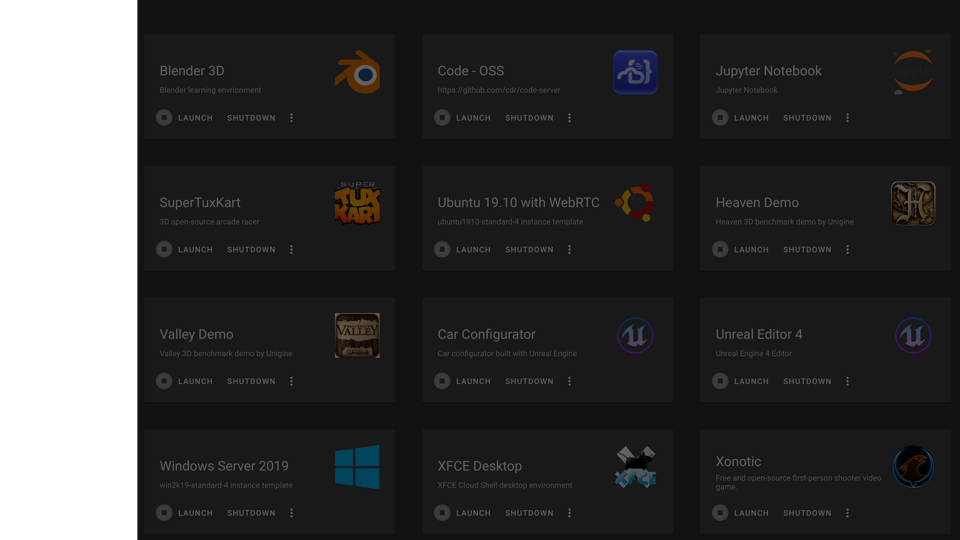 Blender 3D
Blender learning envrionment
LAUNCH SHUTDOWN
Code - OSS
https://github.com/cdr/code-server
LAUNCH SHUTDOWN
Jupyter Notebook
Jupyter Notebook
LAUNCH SHUTDOWN
SuperTuxKart
3D open-source arcade racer
SUPER
TUX
KART
LAUNCH SHUTDOWN
Ubuntu 19.10 with WebRTC
ubuntu1910-standard-4 instance template
LAUNCH SHUTDOWN
Heaven Demo
Heaven 3D benchmark demo by Unigine
H
LAUNCH SHUTDOWN
Valley Demo
Valley 3D benchmark demo by Unigine
VALLEY
LAUNCH SHUTDOWN
Car Configurator
Car configurator built with Unreal Engine
LAUNCH SHUTDOWN
Unreal Editor 4
Unreal Engine 4 Editor
LAUNCH SHUTDOWN
Windows Server 2019
win2k19-standard-4 instance template
LAUNCH SHUTDOWN
XFCE Desktop
XFCE Cloud Shell desktop environment
XFCE
LAUNCH SHUTDOWN
Xonotic
Free and open-source first-person shooter video
game.
LAUNCH SHUTDOWN